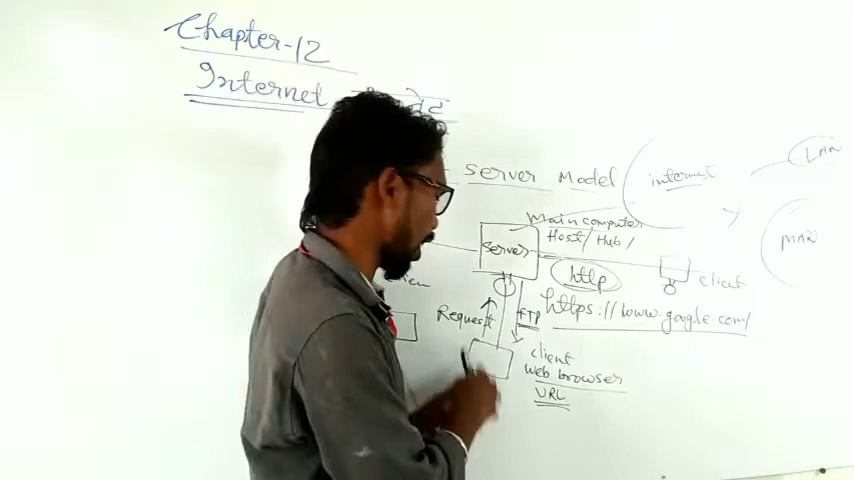 Chapter-12
Internet
Server Model
internet
LAN
MAN
Main computer
Host/ Hub/
Server
http
client
https://www.google.com/
Request
FTP
client
web browser
URL